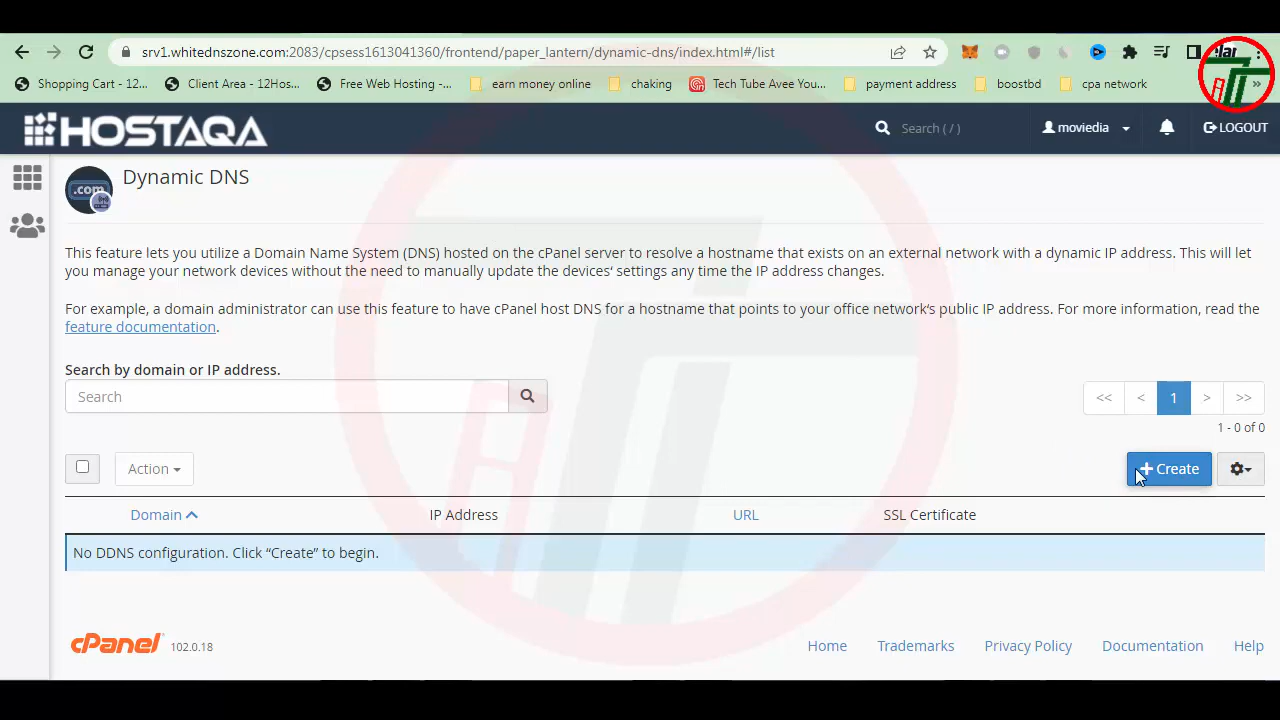 srv1.whitednszone.com:2083/cpsess1613041360/frontend/paper_lantern/dynamic-dns/index.html#/list
Shopping Cart - 12... Client Area - 12Hos... Free Web Hosting -... earn money online chaking Tech Tube Avee You... payment address boostbd cpa network »
HOSTAQA Search ( / ) moviedia LOGOUT
.com Dynamic DNS
This feature lets you utilize a Domain Name System (DNS) hosted on the cPanel server to resolve a hostname that exists on an external network with a dynamic IP address. This will let
you manage your network devices without the need to manually update the devices‘ settings any time the IP address changes.
For example, a domain administrator can use this feature to have cPanel host DNS for a hostname that points to your office network‘s public IP address. For more information, read the
feature documentation.
Search by domain or IP address.
Search << < 1 > >>
1 - 0 of 0
Action Create
Domain IP Address URL SSL Certificate
No DDNS configuration. Click “Create” to begin.
cPanel 102.0.18 Home Trademarks Privacy Policy Documentation Help